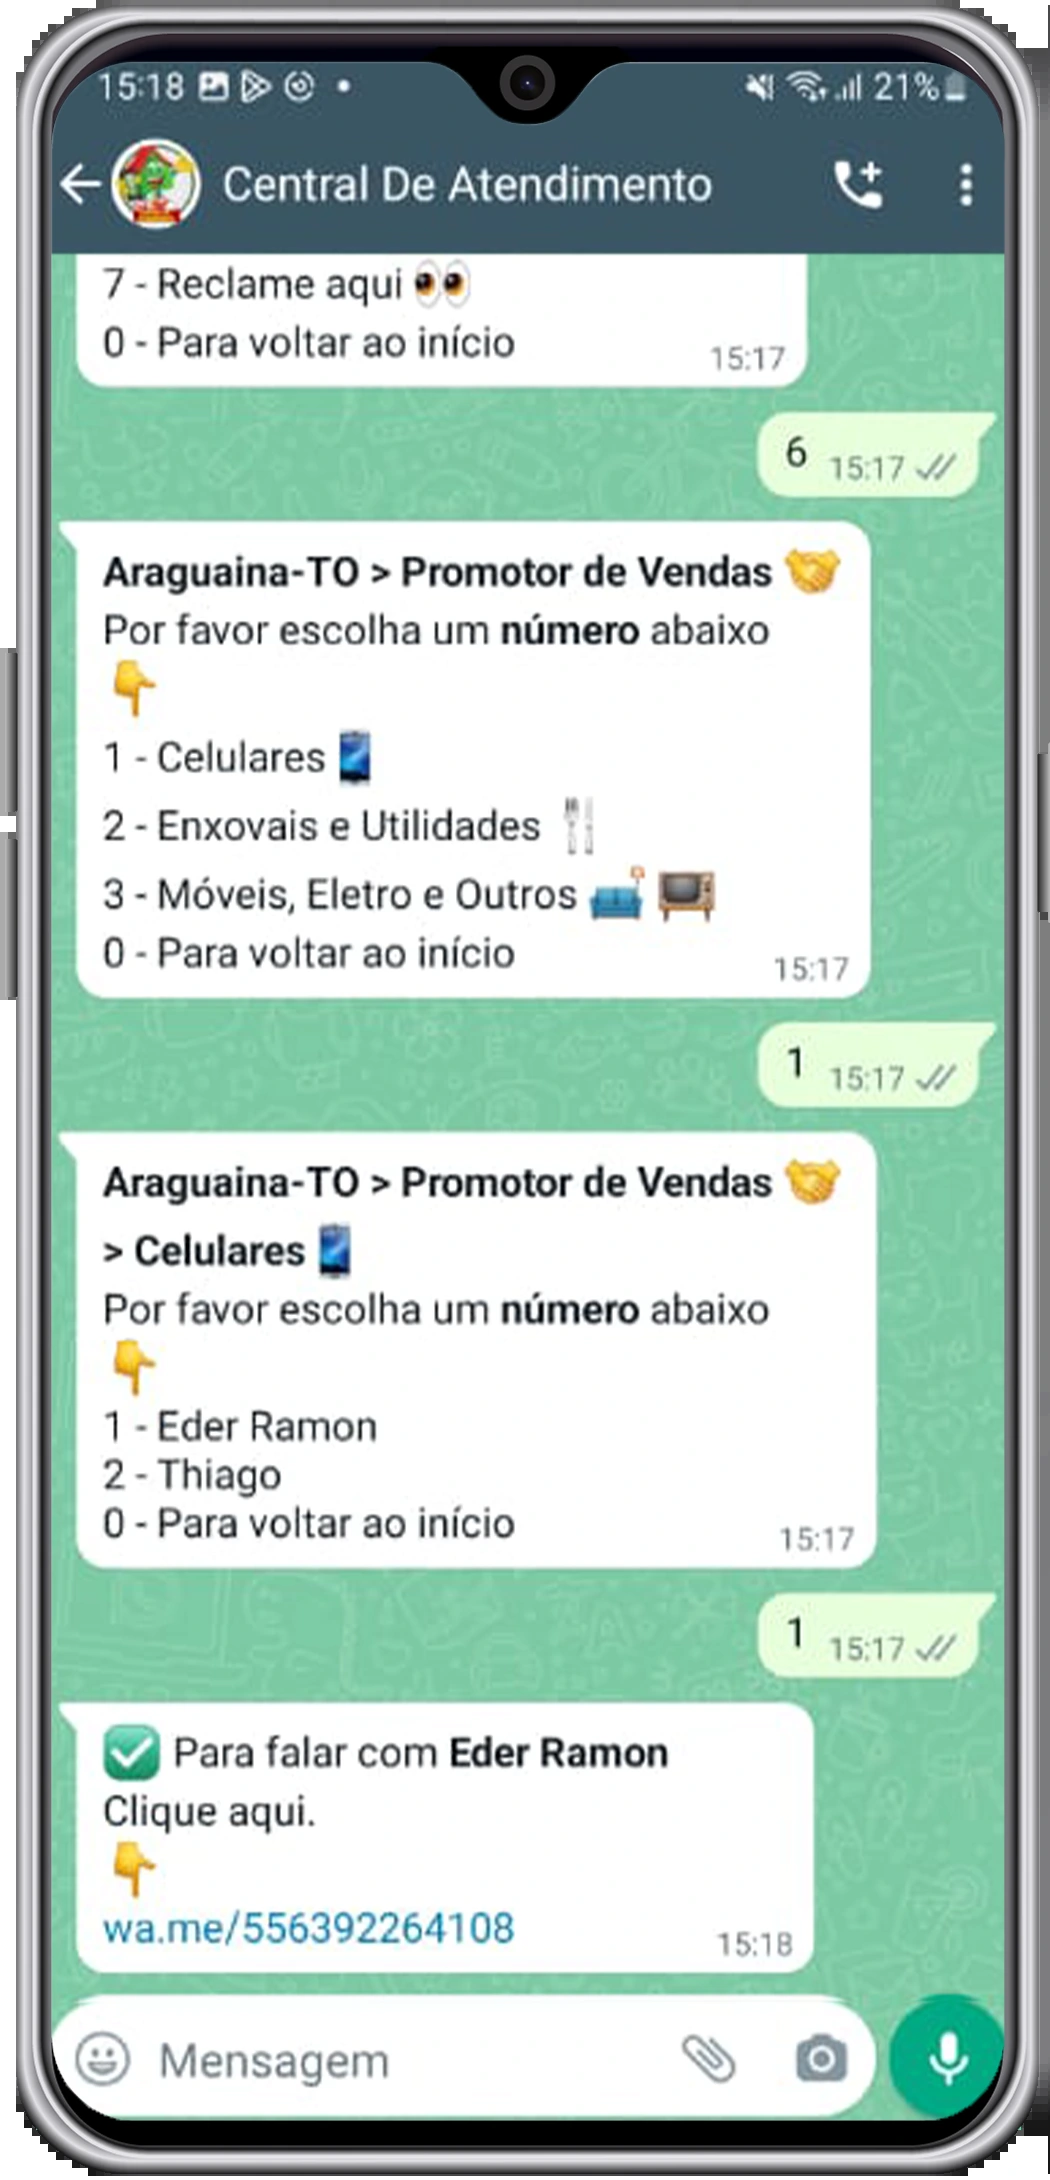 15:18 21%
Central De Atendimento
7 - Reclame aqui 👀
0 - Para voltar ao início
15:17
6 15:17
Araguaina-TO > Promotor de Vendas 🤝
Por favor escolha um número abaixo
👇
1 - Celulares 📱
2 - Enxovais e Utilidades 🍴
3 - Móveis, Eletro e Outros 🛋️ 📺
0 - Para voltar ao início
15:17
1 15:17
Araguaina-TO > Promotor de Vendas 🤝
> Celulares 📱
Por favor escolha um número abaixo
👇
1 - Eder Ramon
2 - Thiago
0 - Para voltar ao início
15:17
1 15:17
✅ Para falar com Eder Ramon
Clique aqui.
👇
wa.me/556392264108
15:18
Mensagem